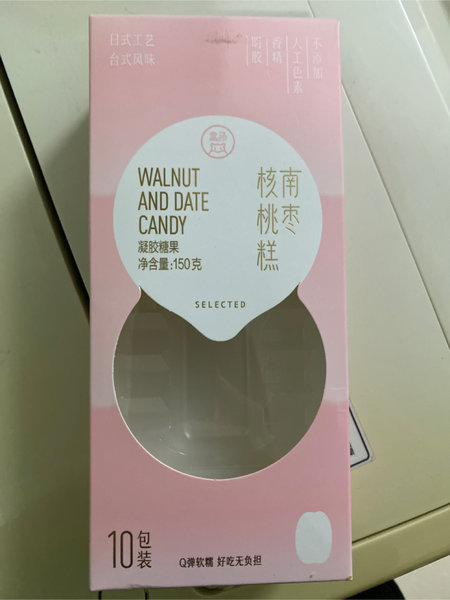 日式工艺
台式风味
不添加
人工色素
香精
明胶
WALNUT
AND DATE
CANDY
凝胶糖果
净含量:150克
南枣
核桃糕
SELECTED
10包装
Q弹软糯 好吃无负担